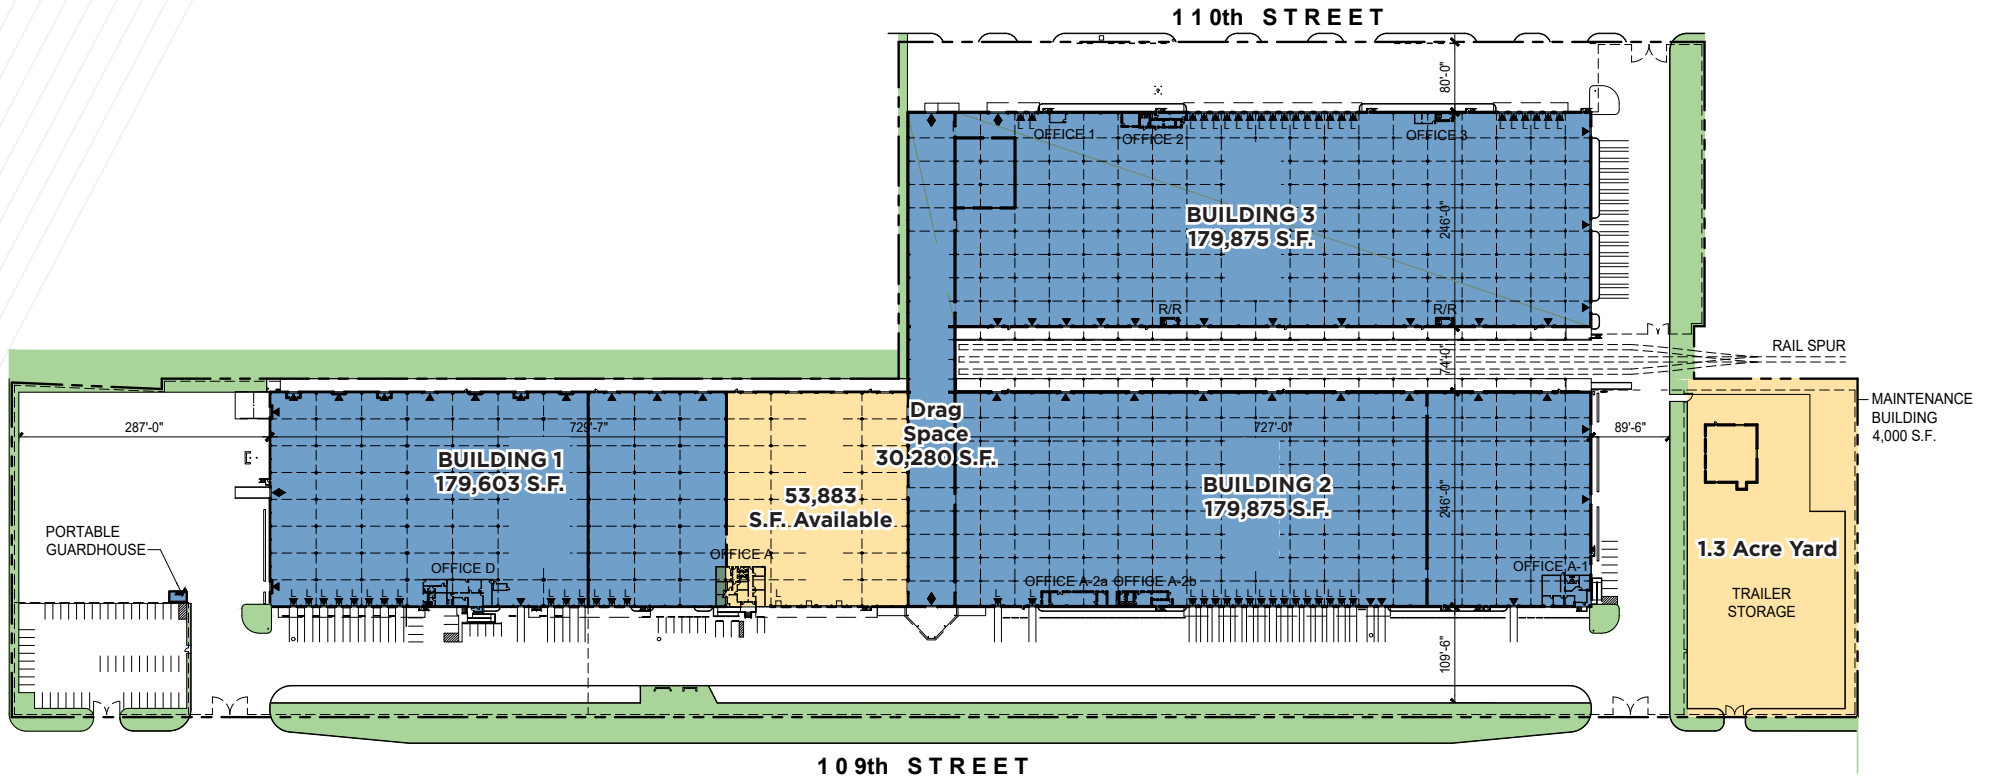 110th STREET
80'-0"
OFFICE 1
OFFICE 2
OFFICE 3
BUILDING 3
179,875 S.F.
246'-0"
R/R
R/R
74'-0"
RAIL SPUR
MAINTENANCE
BUILDING
4,000 S.F.
287'-0"
729'-7"
Drag
Space
30,280 S.F.
727'-0"
89'-6"
BUILDING 1
179,603 S.F.
53,883
S.F. Available
BUILDING 2
179,875 S.F.
246'-0"
PORTABLE
GUARDHOUSE
1.3 Acre Yard
TRAILER
STORAGE
OFFICE D
OFFICE A
OFFICE A-2a
OFFICE A-2b
OFFICE A-1
109'-6"
109th STREET